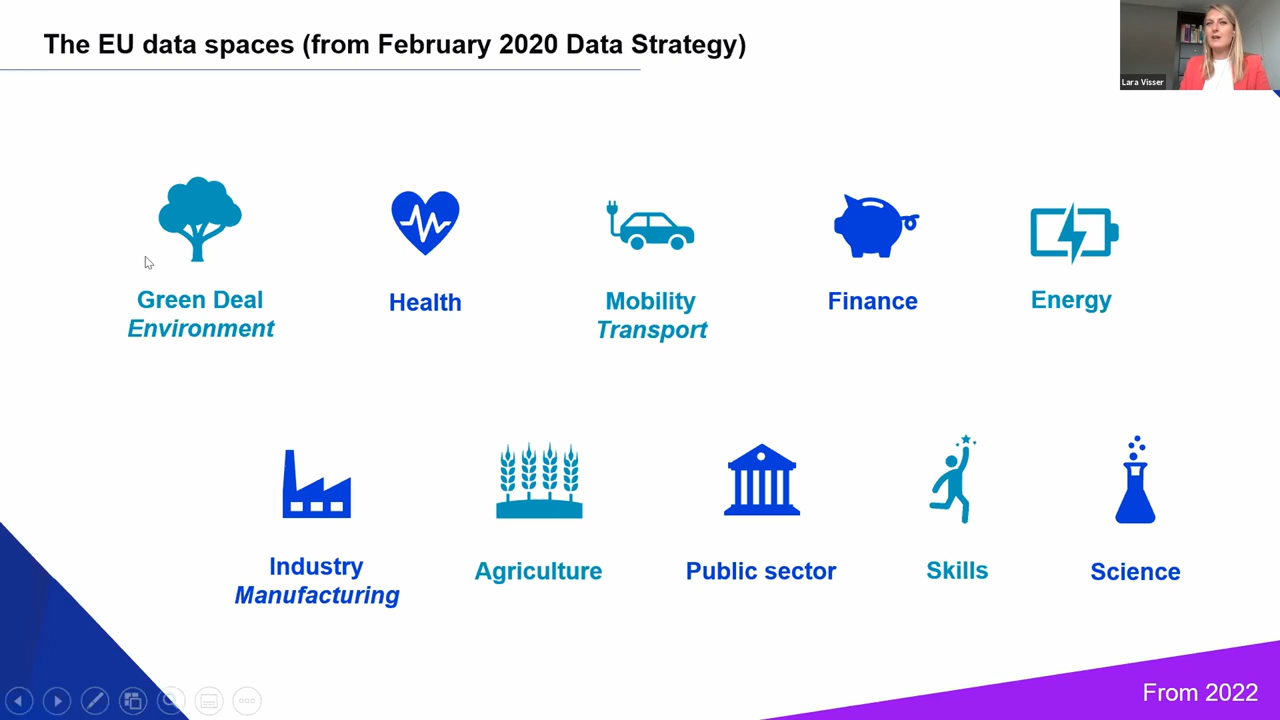 The EU data spaces (from February 2020 Data Strategy)
Lara Visser
Green Deal
Environment
Health
Mobility
Transport
Finance
Energy
Industry
Manufacturing
Agriculture
Public sector
Skills
Science
From 2022